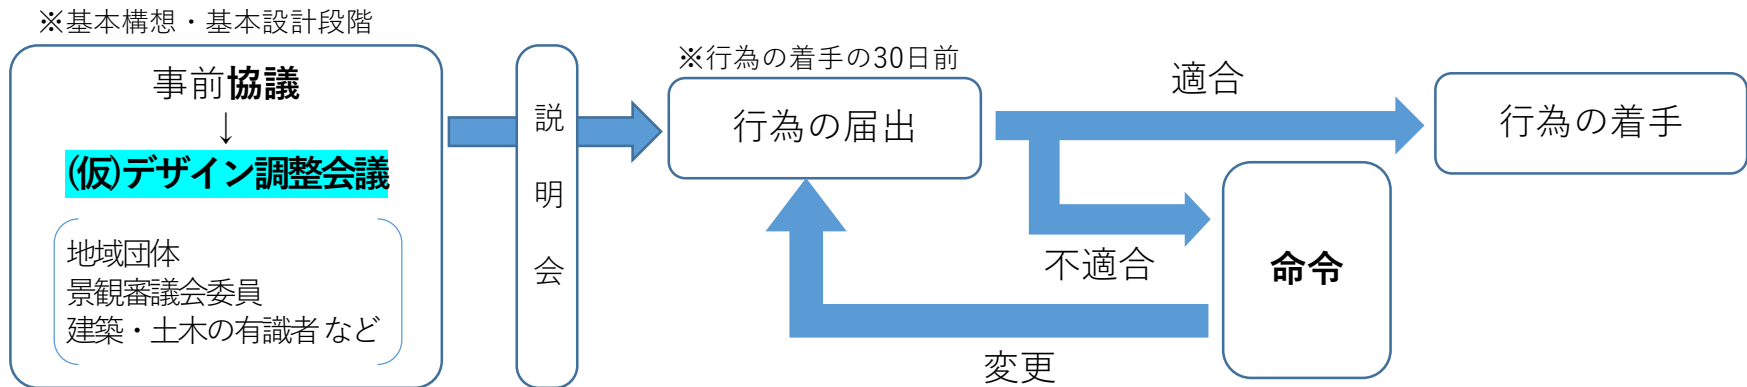 ※基本構想・基本設計段階
事前協議
↓
(仮)デザイン調整会議
地域団体
景観審議会委員
建築・土木の有識者 など
説明会
※行為の着手の30日前
行為の届出
適合
不適合
命令
変更
行為の着手